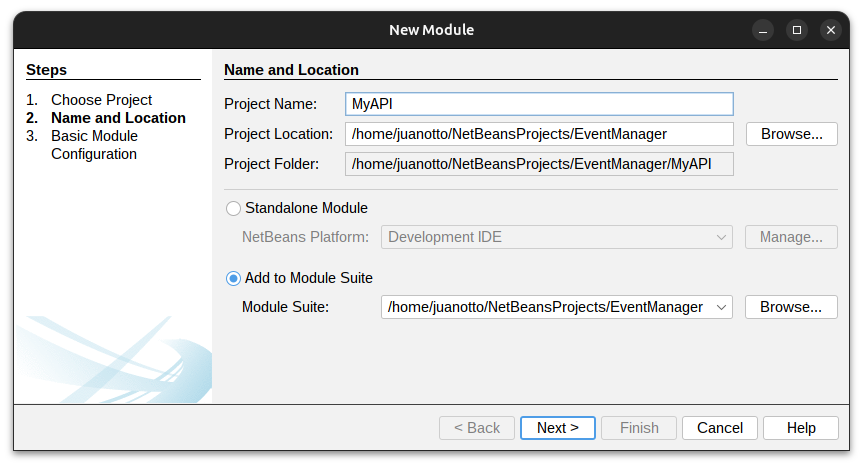 New Module
Steps
1. Choose Project
2. Name and Location
3. Basic Module
Configuration
Name and Location
Project Name: MyAPI
Project Location: /home/juanotto/NetBeansProjects/EventManager Browse...
Project Folder: /home/juanotto/NetBeansProjects/EventManager/MyAPI
Standalone Module
NetBeans Platform: Development IDE Manage...
Add to Module Suite
Module Suite: /home/juanotto/NetBeansProjects/EventManager Browse...
< Back Next > Finish Cancel Help